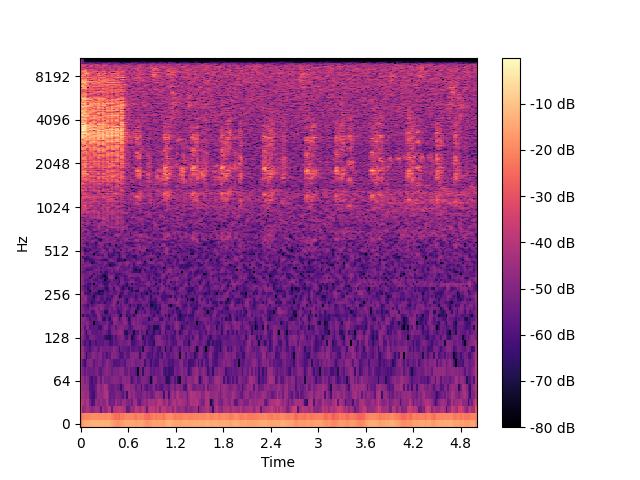 8192
4096
2048
1024
512
256
128
64
0
Hz
0 0.6 1.2 1.8 2.4 3 3.6 4.2 4.8
Time
-10 dB
-20 dB
-30 dB
-40 dB
-50 dB
-60 dB
-70 dB
-80 dB